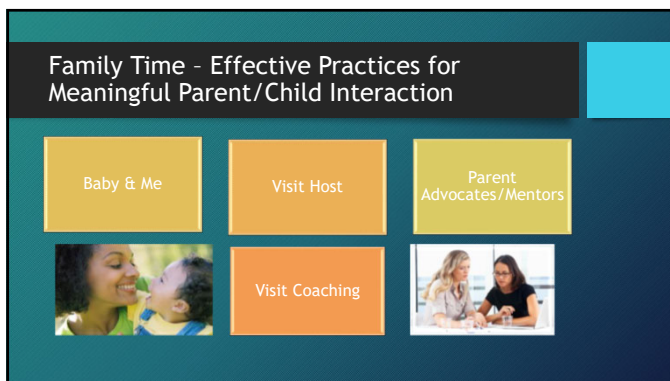 Family Time – Effective Practices for
Meaningful Parent/Child Interaction
Baby & Me
Visit Host
Parent
Advocates/Mentors
Visit Coaching